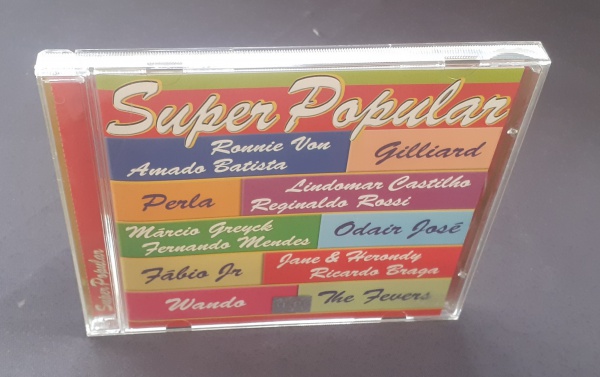 Super Popular
Ronnie Von
Amado Batista
Gilliard
Perla
Lindomar Castilho
Reginaldo Rossi
Márcio Greyck
Fernando Mendes
Odair José
Fábio Jr
Jane & Herondy
Ricardo Braga
Wando
The Fevers
Super Popular